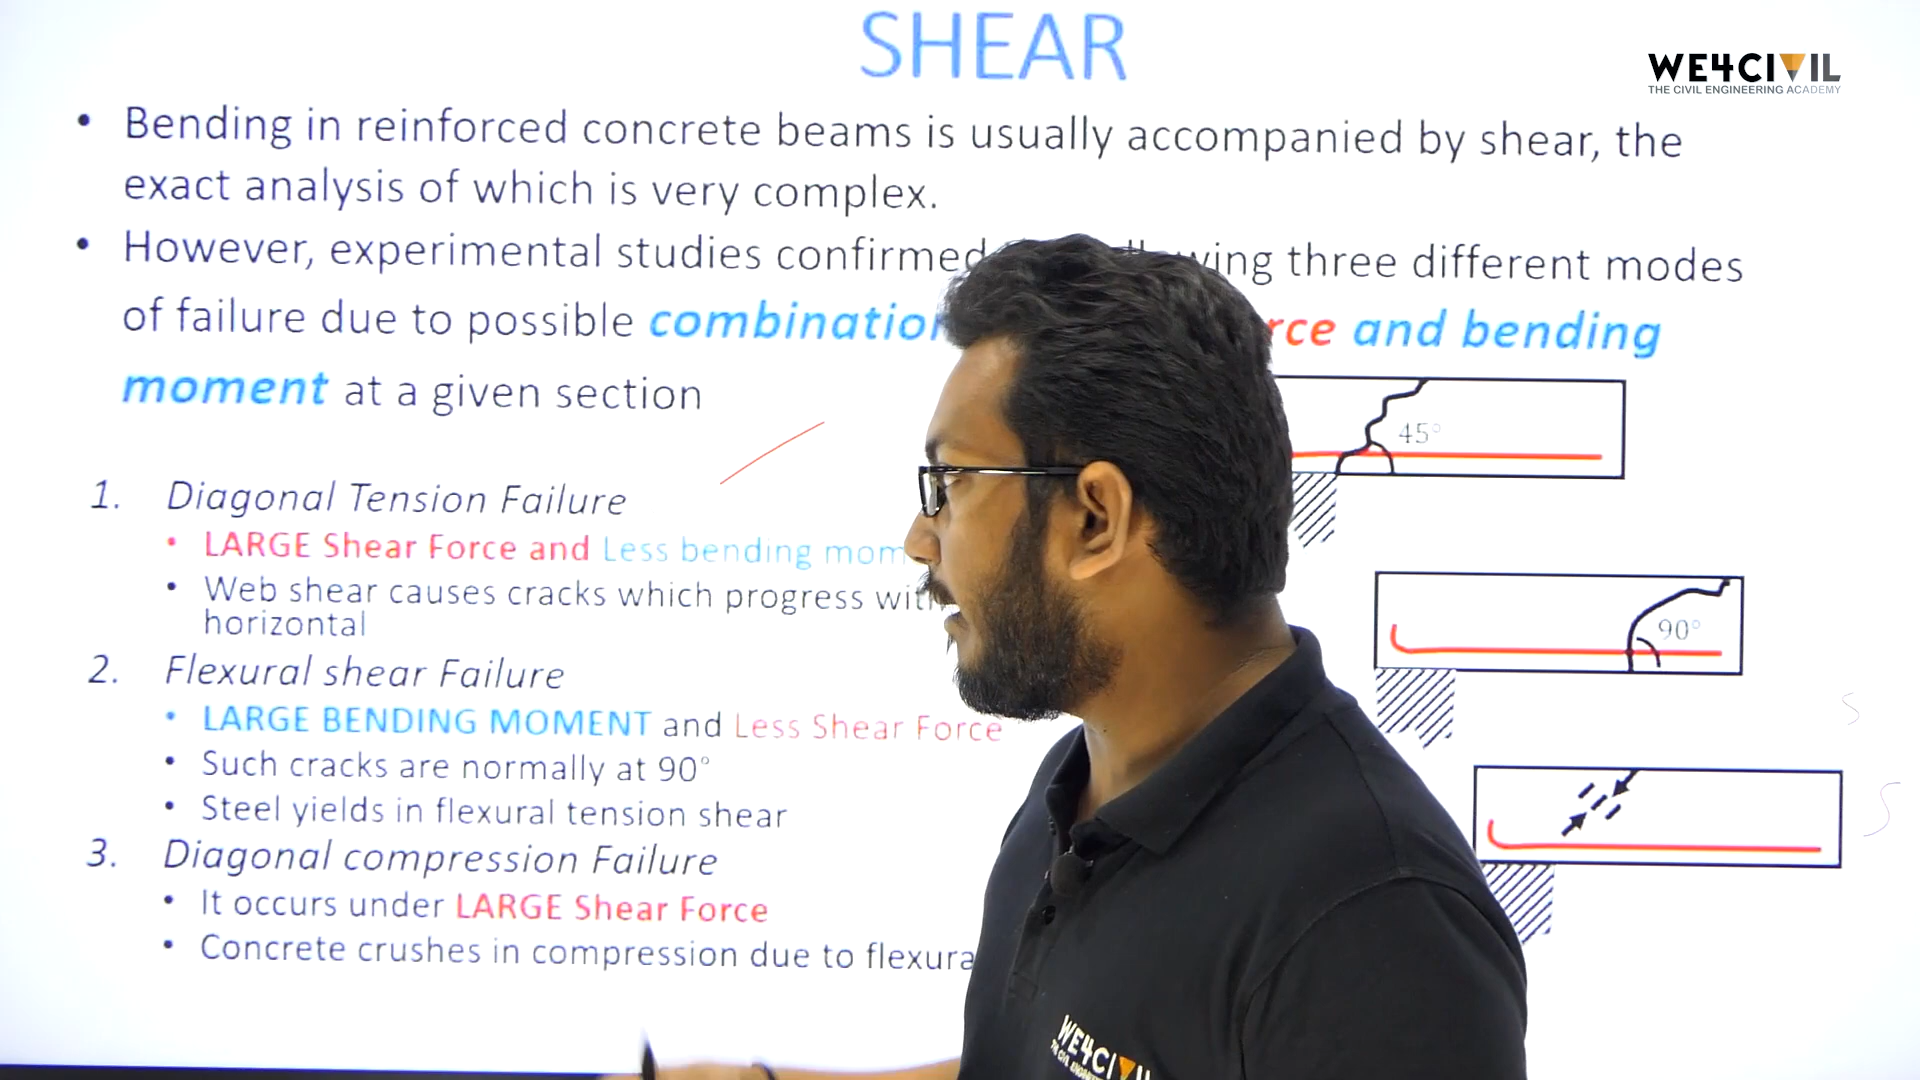 SHEAR
WE4CIVIL
THE CIVIL ENGINEERING ACADEMY
• Bending in reinforced concrete beams is usually accompanied by shear, the
exact analysis of which is very complex.
• However, experimental studies confirmed three different modes
of failure due to possible combination and bending
moment at a given section
45°
1. Diagonal Tension Failure
• LARGE Shear Force and Less bending mom
• Web shear causes cracks which progress with
horizontal
90°
2. Flexural shear Failure
• LARGE BENDING MOMENT and Less Shear Force
• Such cracks are normally at 90°
• Steel yields in flexural tension shear
3. Diagonal compression Failure
• It occurs under LARGE Shear Force
• Concrete crushes in compression due to flexura
S
S
WE4CIVIL
THE CIVIL